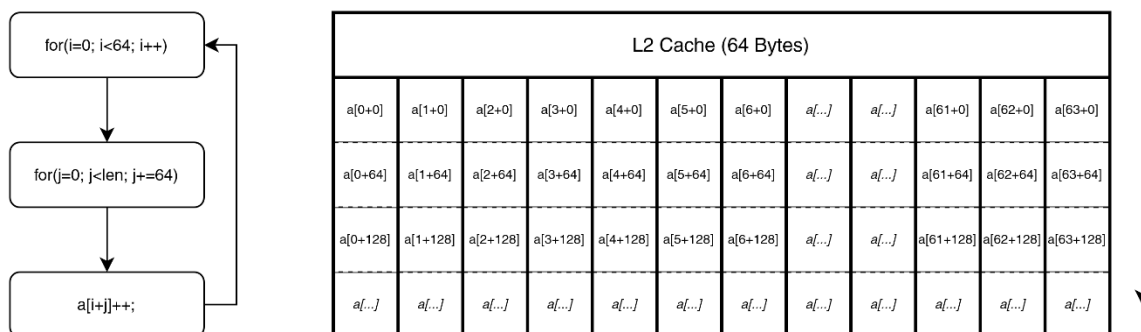 for(i=0; i<64; i++)
for(j=0; j<len; j+=64)
a[i+j]++;
L2 Cache (64 Bytes)
a[0+0] a[1+0] a[2+0] a[3+0] a[4+0] a[5+0] a[6+0] a[...] a[...] a[61+0] a[62+0] a[63+0]
a[0+64] a[1+64] a[2+64] a[3+64] a[4+64] a[5+64] a[6+64] a[...] a[...] a[61+64] a[62+64] a[63+64]
a[0+128] a[1+128] a[2+128] a[3+128] a[4+128] a[5+128] a[6+128] a[...] a[...] a[61+128] a[62+128] a[63+128]
a[...] a[...] a[...] a[...] a[...] a[...] a[...] a[...] a[...] a[...] a[...] a[...]